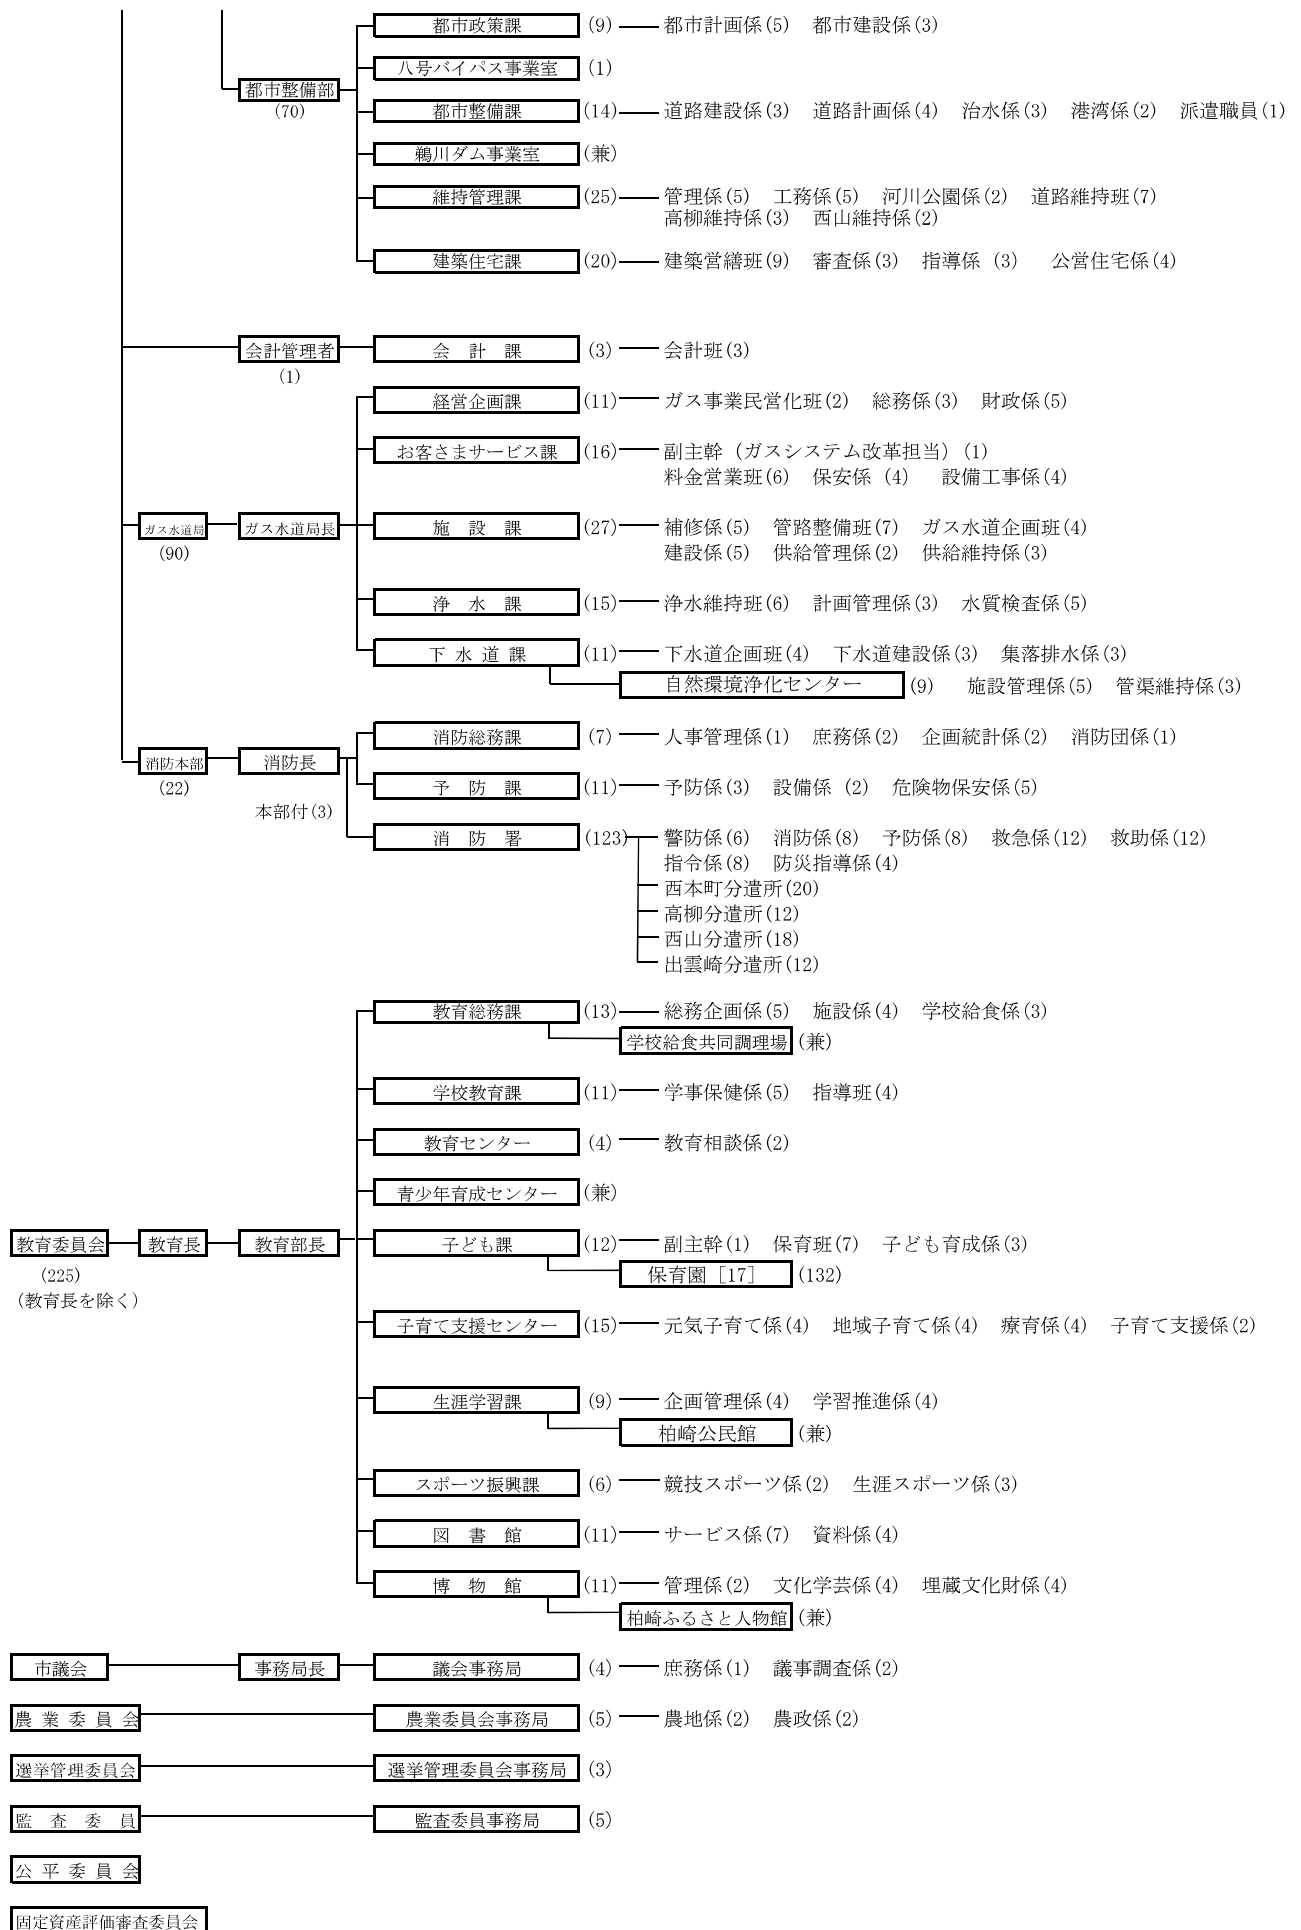 都市政策課 (9) 都市計画係(5) 都市建設係(3)
八号バイパス事業室 (1)
都市整備部
(70)
都市整備課 (14) 道路建設係(3) 道路計画係(4) 治水係(3) 港湾係(2) 派遣職員(1)
鵜川ダム事業室 (兼)
維持管理課 (25) 管理係(5) 工務係(5) 河川公園係(2) 道路維持班(7)
高柳維持係(3) 西山維持係(2)
建築住宅課 (20) 建築営繕班(9) 審査係(3) 指導係 (3) 公営住宅係(4)
会計管理者 会計課 (3) 会計班(3)
(1)
経営企画課 (11) ガス事業民営化班(2) 総務係(3) 財政係(5)
お客さまサービス課 (16) 副主幹（ガスシステム改革担当）(1)
料金営業班(6) 保安係 (4) 設備工事係(4)
ガス水道局 ガス水道局長 施設課 (27) 補修係(5) 管路整備班(7) ガス水道企画班(4)
(90) 建設係(5) 供給管理係(2) 供給維持係(3)
浄水課 (15) 浄水維持班(6) 計画管理係(3) 水質検査係(5)
下水道課 (11) 下水道企画班(4) 下水道建設係(3) 集落排水係(3)
自然環境浄化センター (9) 施設管理係(5) 管渠維持係(3)
消防総務課 (7) 人事管理係(1) 庶務係(2) 企画統計係(2) 消防団係(1)
消防本部 消防長
(22)
予防課 (11) 予防係(3) 設備係 (2) 危険物保安係(5)
本部付(3)
消防署 (123) 警防係(6) 消防係(8) 予防係(8) 救急係(12) 救助係(12)
指令係(8) 防災指導係(4)
西本町分遣所(20)
高柳分遣所(12)
西山分遣所(18)
出雲崎分遣所(12)
教育総務課 (13) 総務企画係(5) 施設係(4) 学校給食係(3)
学校給食共同調理場 (兼)
学校教育課 (11) 学事保健係(5) 指導班(4)
教育センター (4) 教育相談係(2)
青少年育成センター (兼)
教育委員会 教育長 教育部長 子ども課 (12) 副主幹(1) 保育班(7) 子ども育成係(3)
(225) 保育園［17］ (132)
（教育長を除く）
子育て支援センター (15) 元気子育て係(4) 地域子育て係(4) 療育係(4) 子育て支援係(2)
生涯学習課 (9) 企画管理係(4) 学習推進係(4)
柏崎公民館 (兼)
スポーツ振興課 (6) 競技スポーツ係(2) 生涯スポーツ係(3)
図書館 (11) サービス係(7) 資料係(4)
博物館 (11) 管理係(2) 文化学芸係(4) 埋蔵文化財係(4)
柏崎ふるさと人物館 (兼)
市議会 事務局長 議会事務局 (4) 庶務係(1) 議事調査係(2)
農業委員会 農業委員会事務局 (5) 農地係(2) 農政係(2)
選挙管理委員会 選挙管理委員会事務局 (3)
監査委員 監査委員事務局 (5)
公平委員会
固定資産評価審査委員会